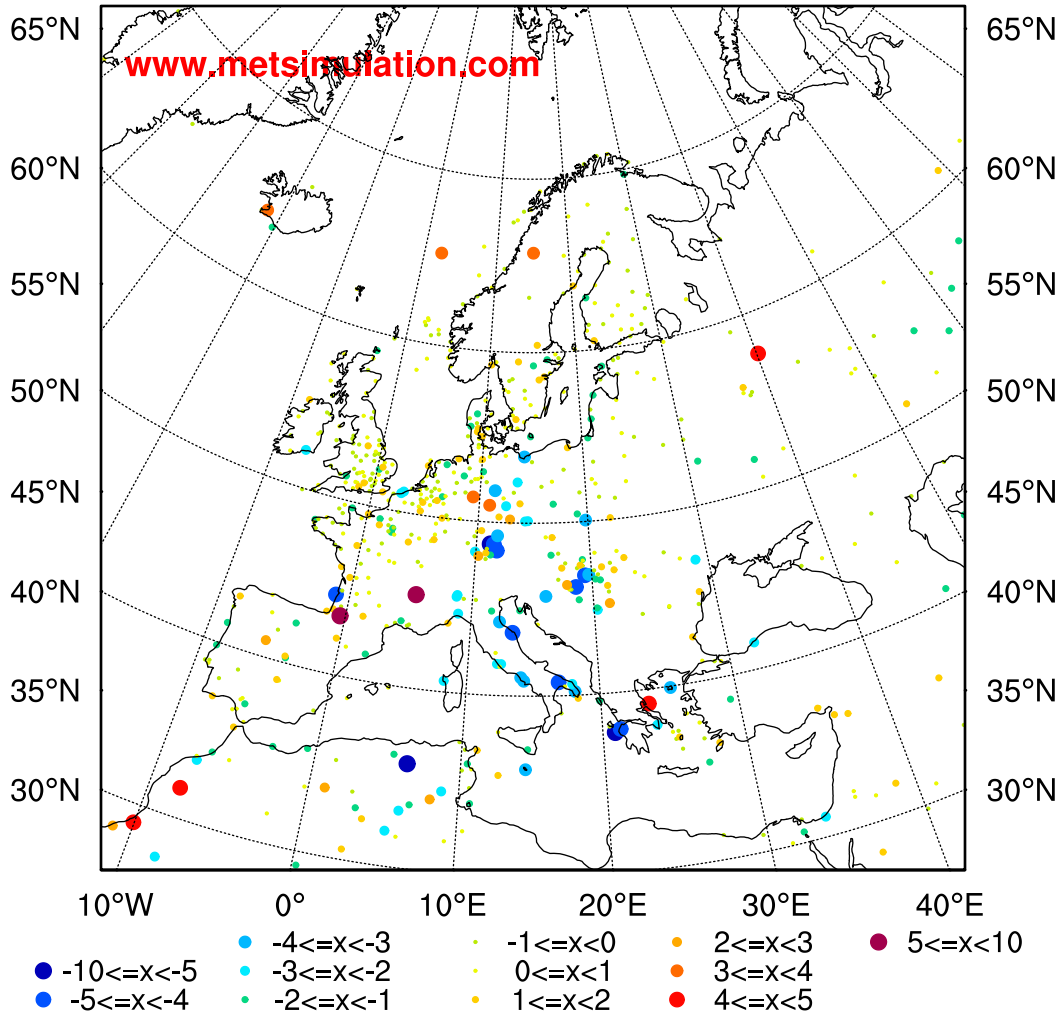 65°N 65°N
www.metsimulation.com
60°N 60°N
55°N 55°N
50°N 50°N
45°N 45°N
40°N 40°N
35°N 35°N
30°N 30°N
10°W 0° 10°E 20°E 30°E 40°E
-4<=x<-3 -1<=x<0 2<=x<3 5<=x<10
-10<=x<-5 -3<=x<-2 0<=x<1 3<=x<4
-5<=x<-4 -2<=x<-1 1<=x<2 4<=x<5